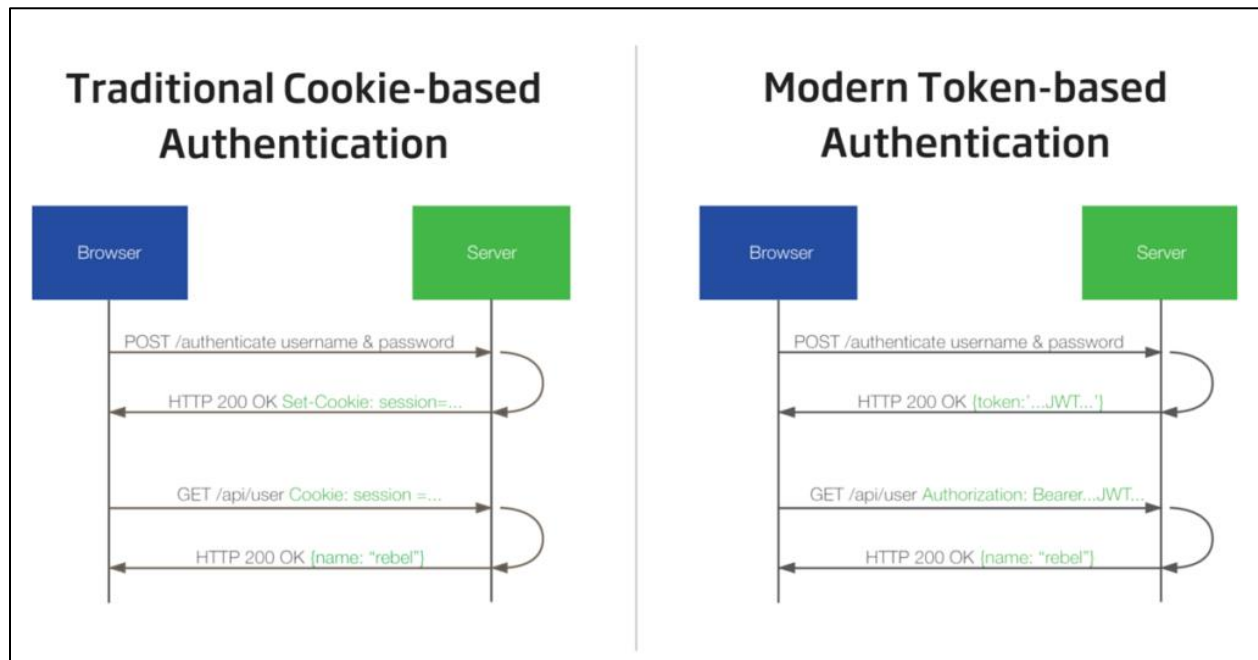 Traditional Cookie-based
Authentication
Browser
Server
POST /authenticate username & password
HTTP 200 OK Set-Cookie: session=...
GET /api/user Cookie: session =...
HTTP 200 OK {name: “rebel”}
Modern Token-based
Authentication
Browser
Server
POST /authenticate username & password
HTTP 200 OK {token:’...JWT...’}
GET /api/user Authorization: Bearer...JWT...
HTTP 200 OK {name: “rebel”}